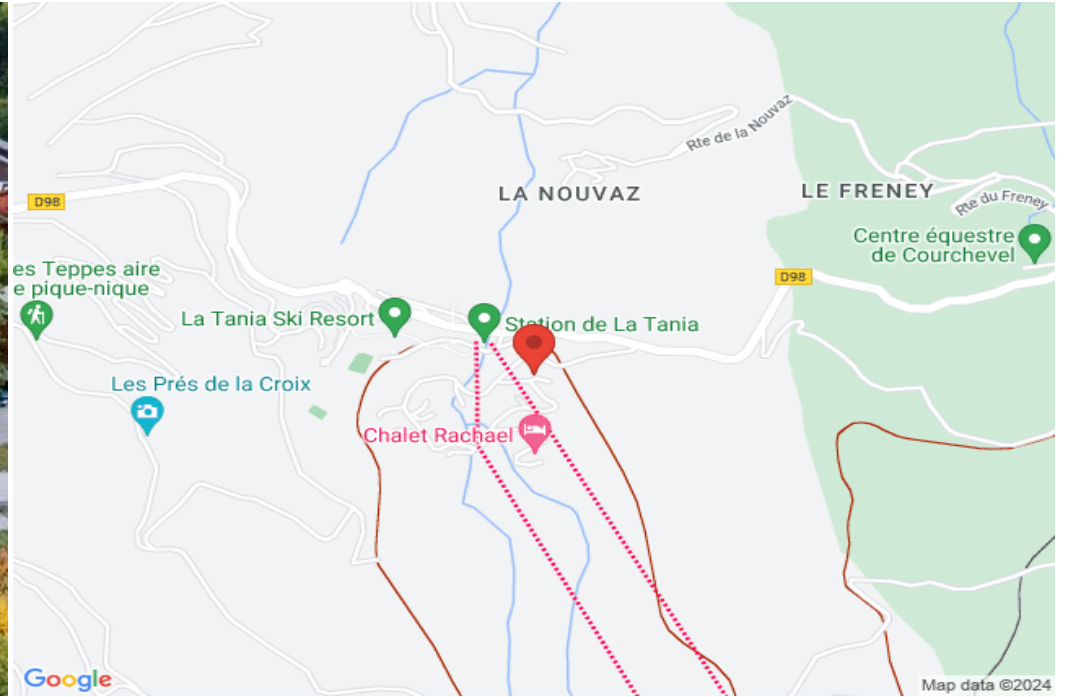 Rte de la Nouvaz
LA NOUVAZ
LE FRENEY
D98
Rte du Freney
Centre équestre
de Courchevel
es Teppes aire
e pique-nique
D98
La Tania Ski Resort
Station de La Tania
Les Prés de la Croix
Chalet Rachael
Google
Map data ©2024